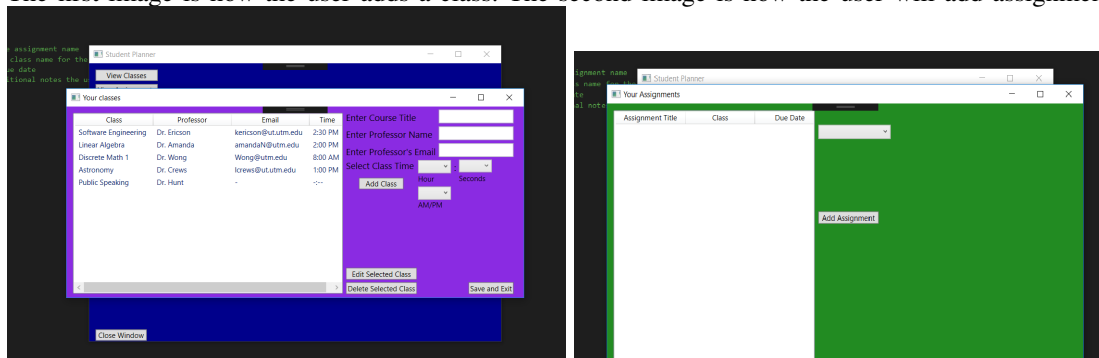 The first image is how the user adds a class. The second image is how the user will add assignmen
assignment name
class name for the
ue date
itional notes the u
Student Planner
View Classes
Your classes
Class Professor Email Time
Software Engineering Dr. Ericson kericson@ut.utm.edu 2:30 PM
Linear Algebra Dr. Amanda amandaN@utm.edu 2:00 PM
Discrete Math 1 Dr. Wong Wong@utm.edu 8:00 AM
Astronomy Dr. Crews lcrews@ut.utm.edu 1:00 PM
Public Speaking Dr. Hunt - -:--
Enter Course Title
Enter Professor Name
Enter Professor's Email
Select Class Time :
Hour Seconds
Add Class
AM/PM
Edit Selected Class
Delete Selected Class Save and Exit
Close Window
ignment name
Student Planner
te
al note
Your Assignments
Assignment Title Class Due Date
Add Assignment